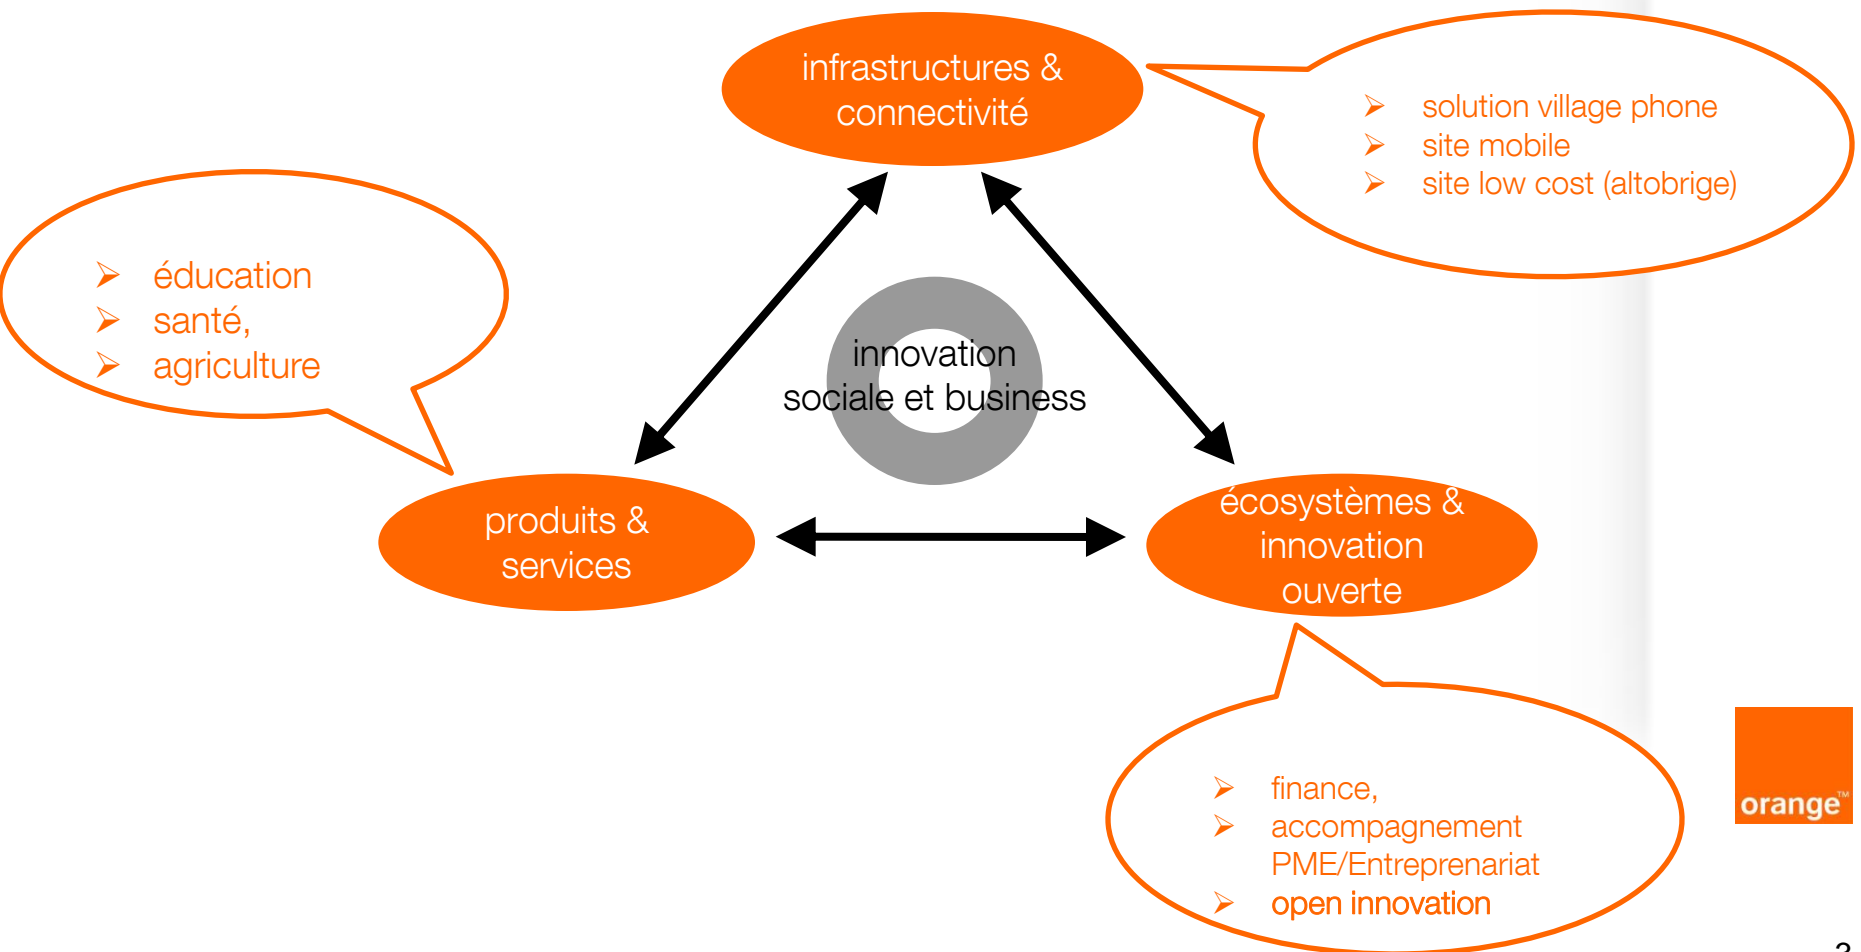 infrastructures &
connectivité
➢ solution village phone
➢ site mobile
➢ site low cost (altobrige)
➢ éducation
➢ santé,
➢ agriculture
innovation
sociale et business
produits &
services
écosystèmes &
innovation
ouverte
➢ finance,
➢ accompagnement
PME/Entreprenariat
➢ open innovation
orange™